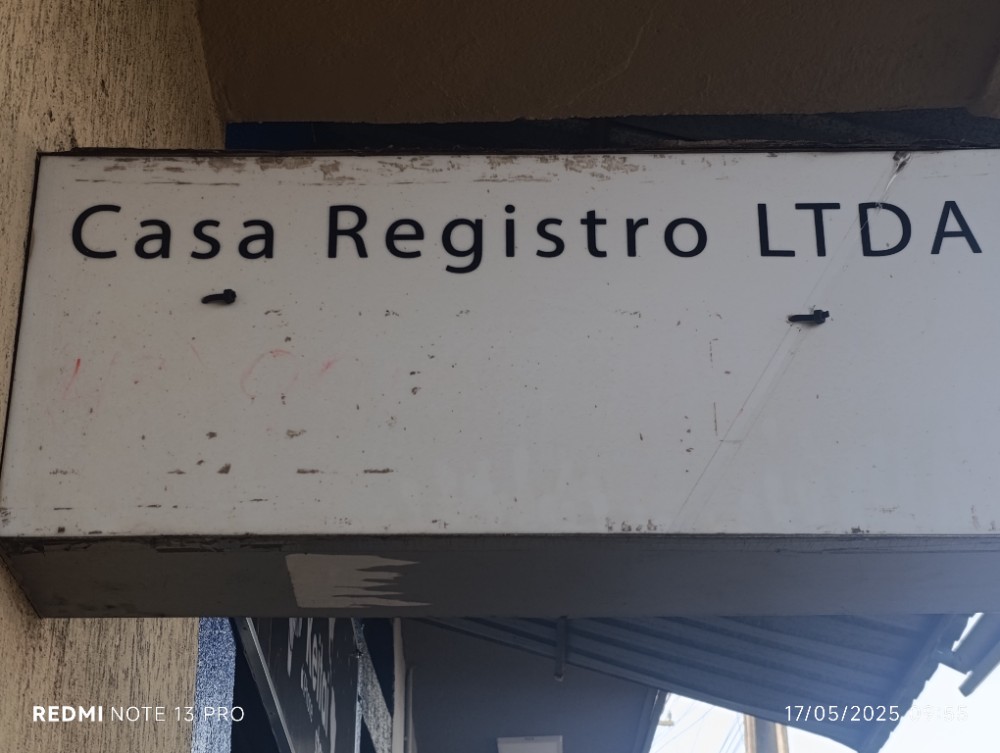 Casa Registro LTDA
REDMI NOTE 13 PRO
17/05/2025